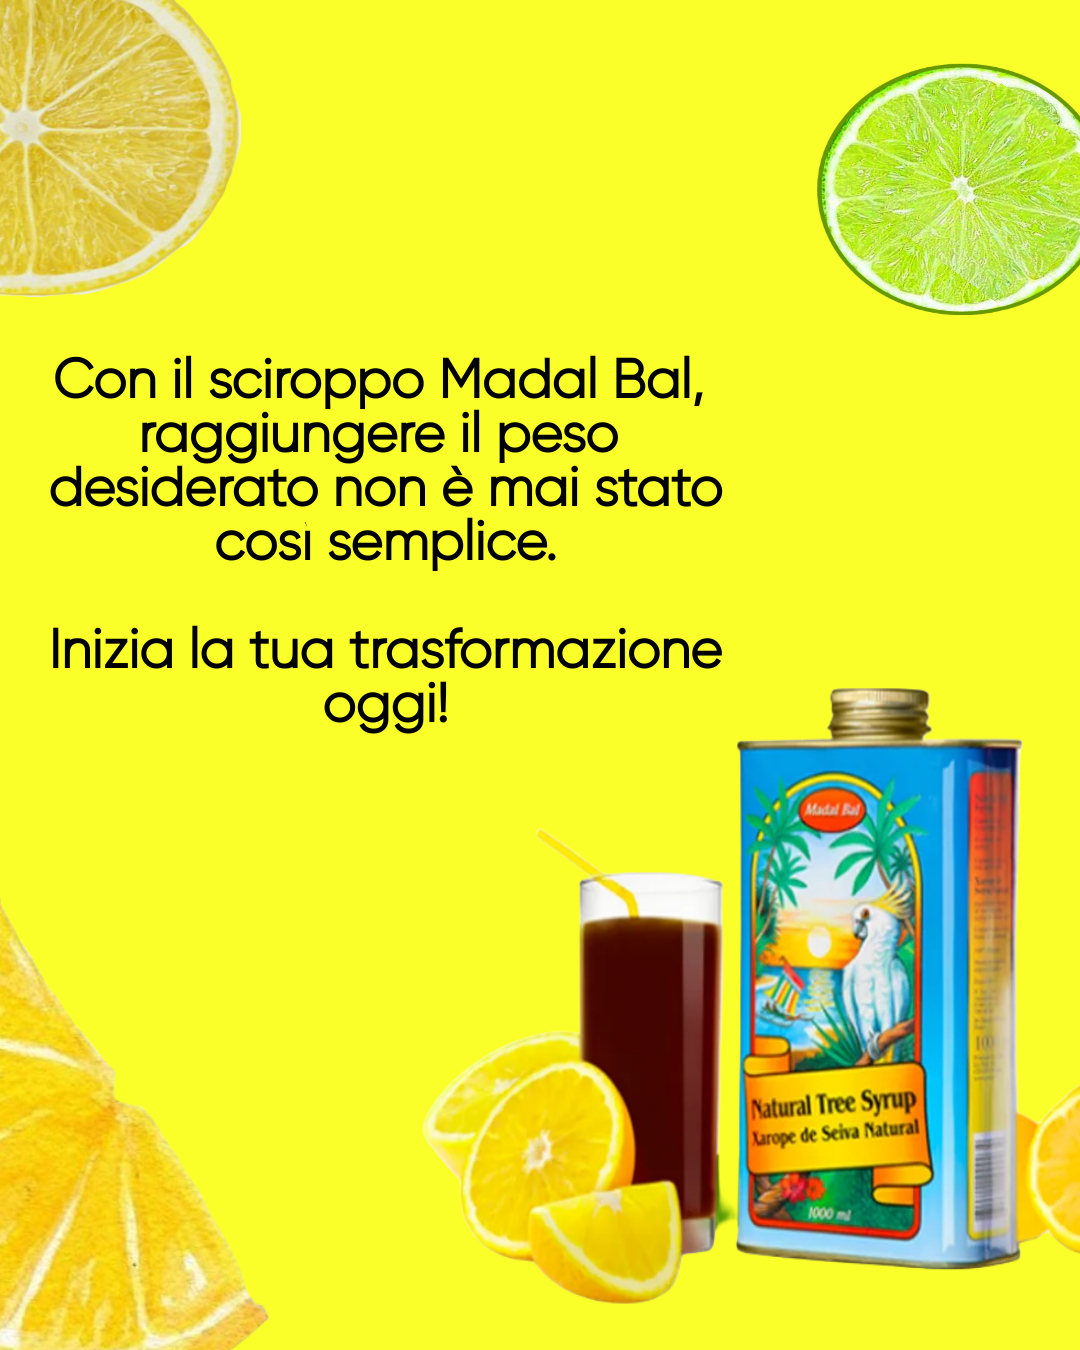 Con il sciroppo Madal Bal,
raggiungere il peso
desiderato non è mai stato
così semplice.
Inizia la tua trasformazione
oggi!
Madal Bal
Natural Tree Syrup
Xarope de Seiva Natural
1000 ml